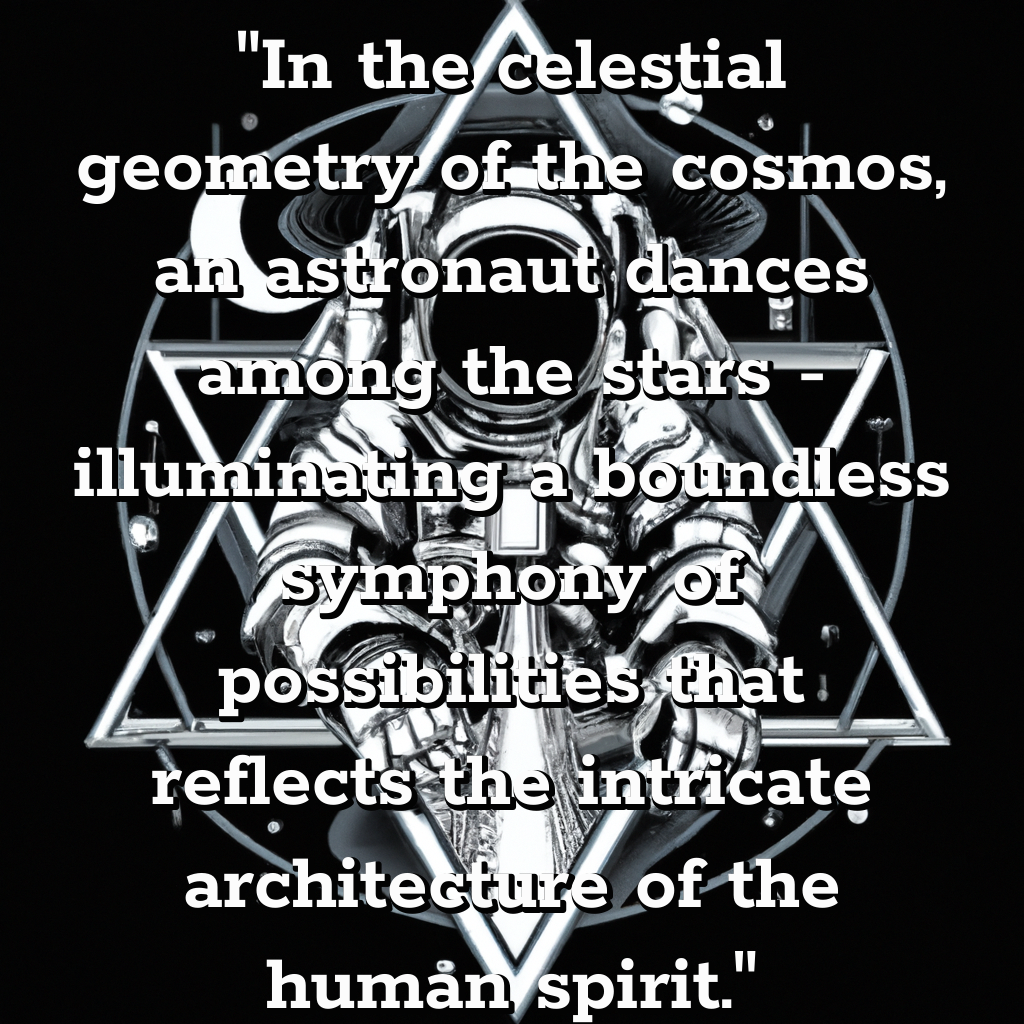 "In the celestial
geometry of the cosmos,
an astronaut dances
among the stars -
illuminating a boundless
symphony of
possibilities that
reflects the intricate
architecture of the
human spirit."